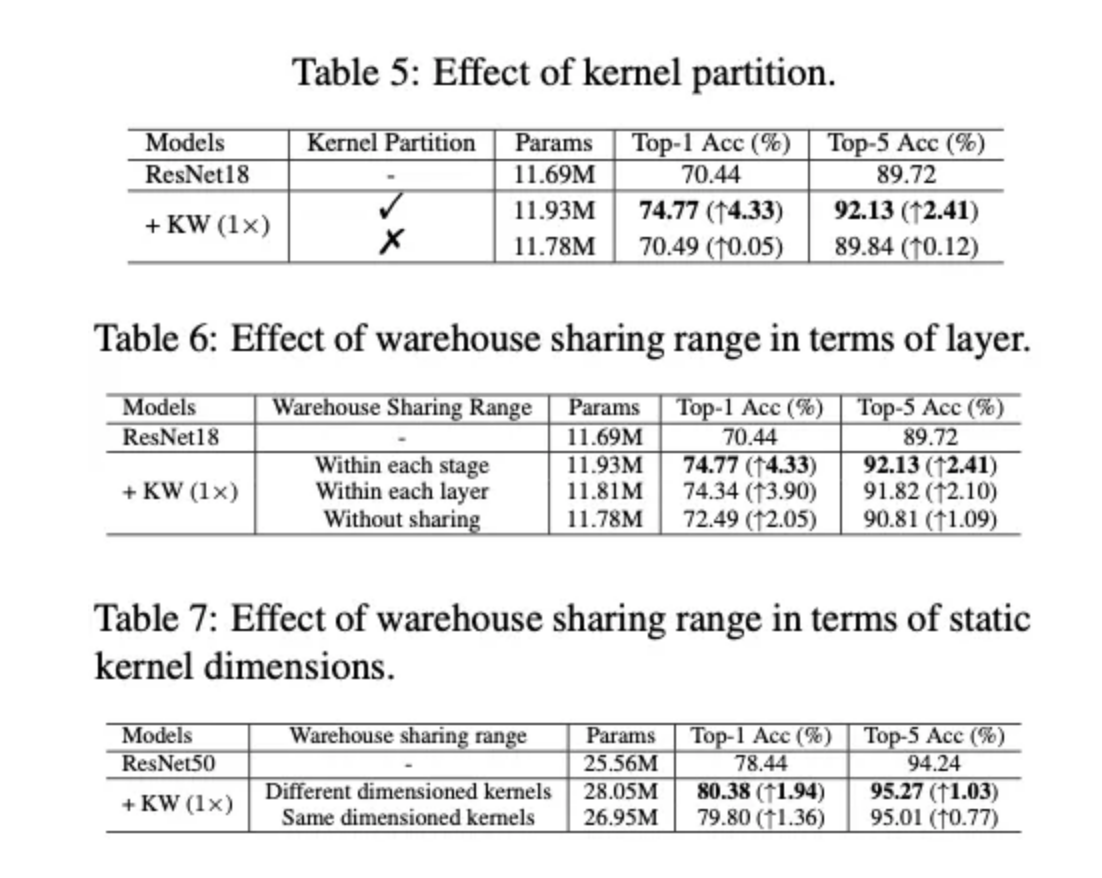 Table 5: Effect of kernel partition.
Models Kernel Partition Params Top-1 Acc (%) Top-5 Acc (%)
ResNet18 - 11.69M 70.44 89.72
+ KW (1×) ✓ 11.93M 74.77 (↑4.33) 92.13 (↑2.41)
✗ 11.78M 70.49 (↑0.05) 89.84 (↑0.12)
Table 6: Effect of warehouse sharing range in terms of layer.
Models Warehouse Sharing Range Params Top-1 Acc (%) Top-5 Acc (%)
ResNet18 - 11.69M 70.44 89.72
Within each stage 11.93M 74.77 (↑4.33) 92.13 (↑2.41)
+ KW (1×) Within each layer 11.81M 74.34 (↑3.90) 91.82 (↑2.10)
Without sharing 11.78M 72.49 (↑2.05) 90.81 (↑1.09)
Table 7: Effect of warehouse sharing range in terms of static
kernel dimensions.
Models Warehouse sharing range Params Top-1 Acc (%) Top-5 Acc (%)
ResNet50 - 25.56M 78.44 94.24
+ KW (1×) Different dimensioned kernels 28.05M 80.38 (↑1.94) 95.27 (↑1.03)
Same dimensioned kernels 26.95M 79.80 (↑1.36) 95.01 (↑0.77)